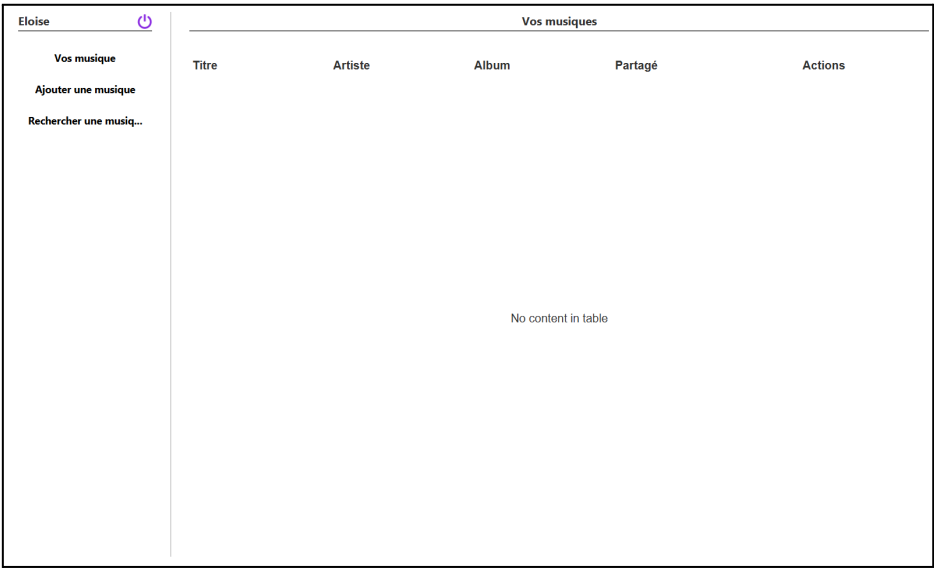 Eloise
Vos musique
Ajouter une musique
Rechercher une musiq...
Vos musiques
Titre Artiste Album Partagé Actions
No content in table